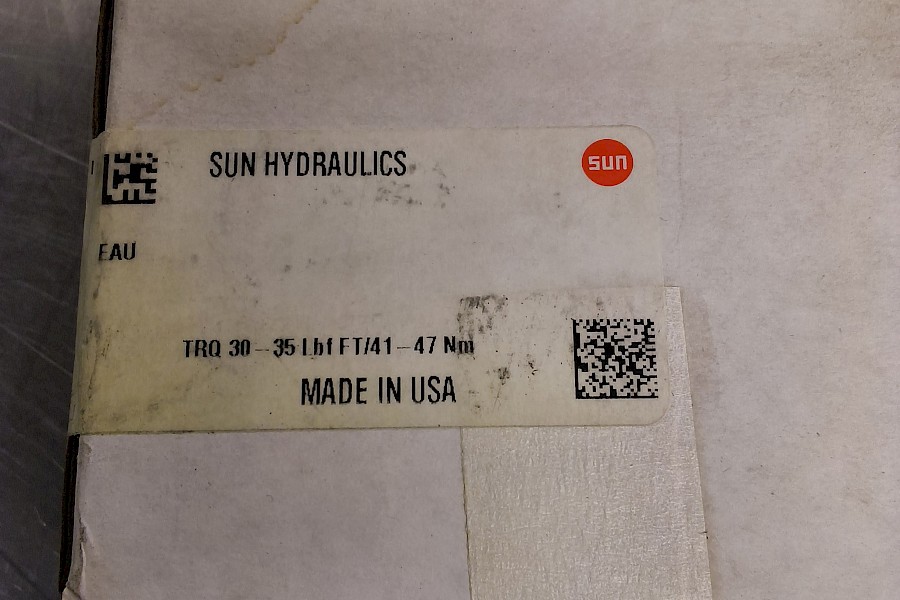 SUN HYDRAULICS
sun
EAU
TRQ 30-35 Lbf FT/41-47 Nm
MADE IN USA